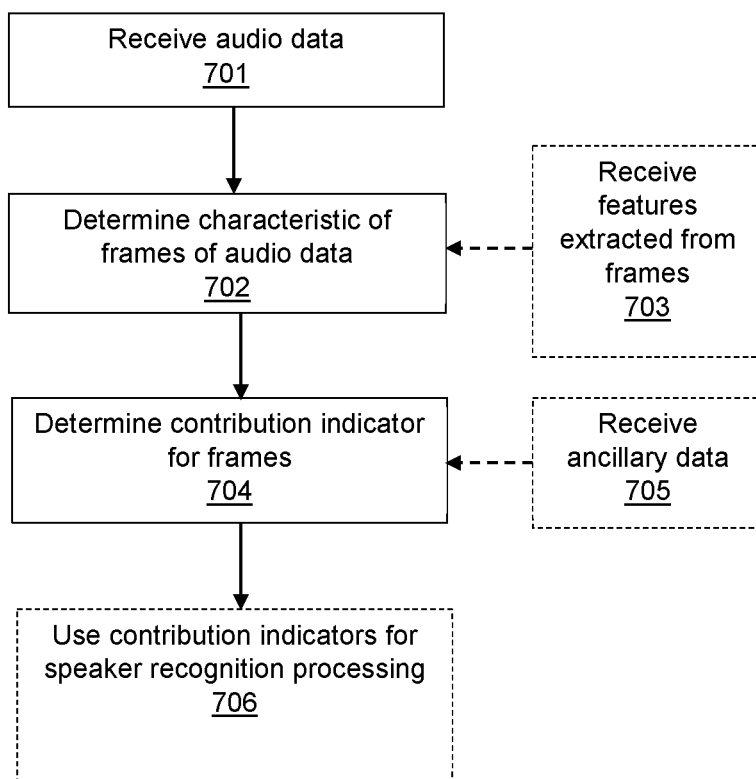 Receive audio data
701
Determine characteristic of
frames of audio data
702
Receive
features
extracted from
frames
703
Determine contribution indicator
for frames
704
Receive
ancillary data
705
Use contribution indicators for
speaker recognition processing
706